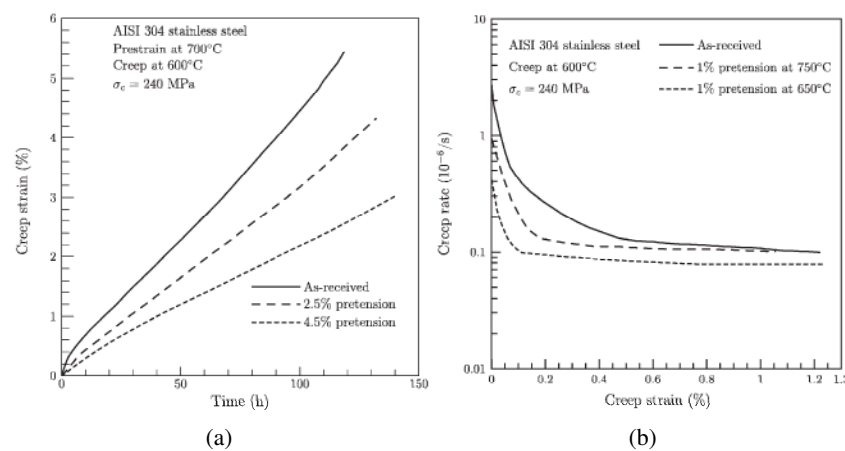 AISI 304 stainless steel
Prestrain at 700°C
Creep at 600°C
σc = 240 MPa
Creep strain (%)
6
5
4
3
2
1
0
As-received
2.5% pretension
4.5% pretension
0 50 100 150
Time (h)
(a)
AISI 304 stainless steel
Creep at 600°C
σc = 240 MPa
As-received
1% pretension at 750°C
1% pretension at 650°C
Creep rate (10⁻⁶/s)
10
1
0.1
0.01
0 0.2 0.4 0.6 0.8 1 1.2 1.3
Creep strain (%)
(b)